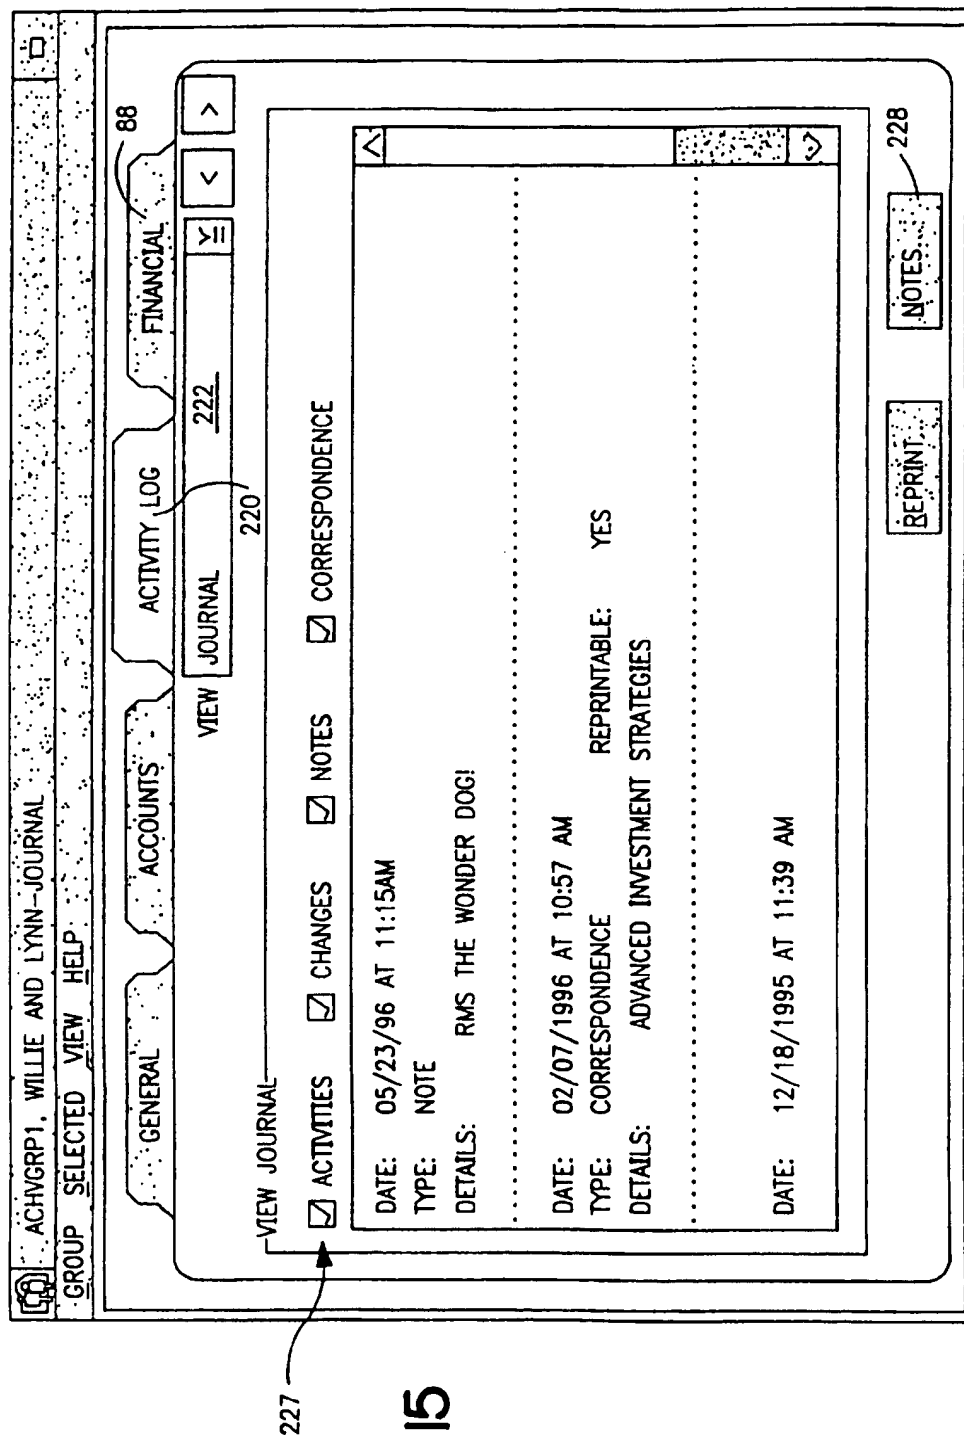 ACHVGRP1, WILLIE AND LYNN-JOURNAL
GROUP SELECTED VIEW HELP
GENERAL ACCOUNTS ACTIVITY LOG FINANCIAL 88
VIEW JOURNAL 222 < >
220
VIEW JOURNAL
227
ACTIVITIES CHANGES NOTES CORRESPONDENCE
DATE: 05/23/96 AT 11:15AM
TYPE: NOTE
DETAILS: RMS THE WONDER DOG!
DATE: 02/07/1996 AT 10:57 AM
TYPE: CORRESPONDENCE REPRINTABLE: YES
DETAILS: ADVANCED INVESTMENT STRATEGIES
DATE: 12/18/1995 AT 11:39 AM
REPRINT... NOTES... 228
15